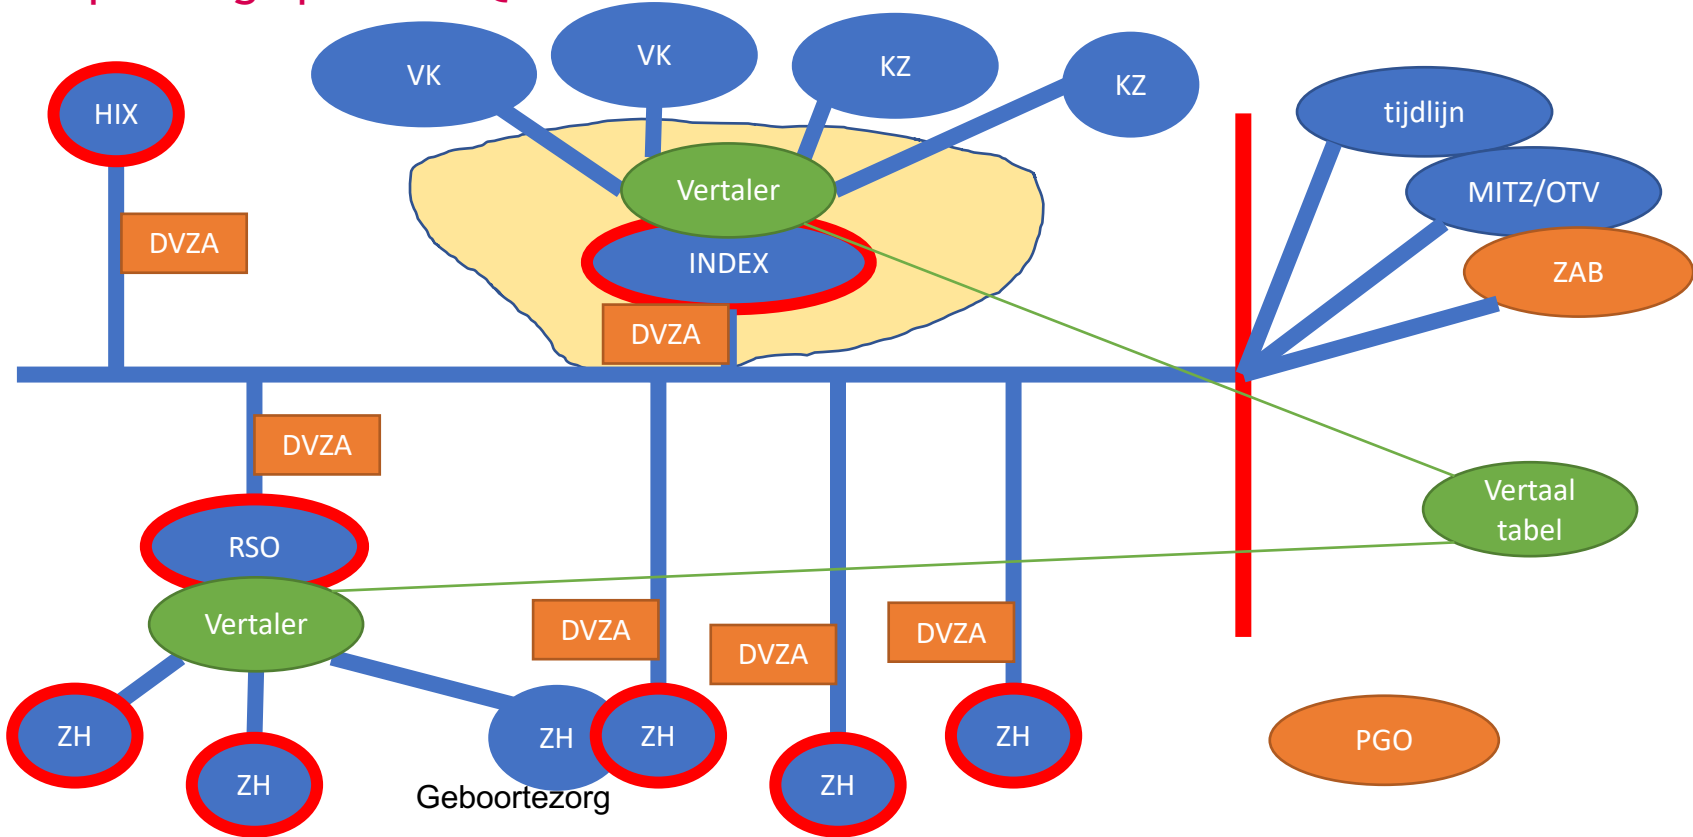 VK
VK
KZ
KZ
HIX
tijdlijn
MITZ/OTV
ZAB
Vertaler
INDEX
DVZA
DVZA
DVZA
RSO
Vertaler
Vertaal
tabel
DVZA
DVZA
DVZA
ZH
ZH
ZH
ZH
ZH
ZH
PGO
Geboortezorg